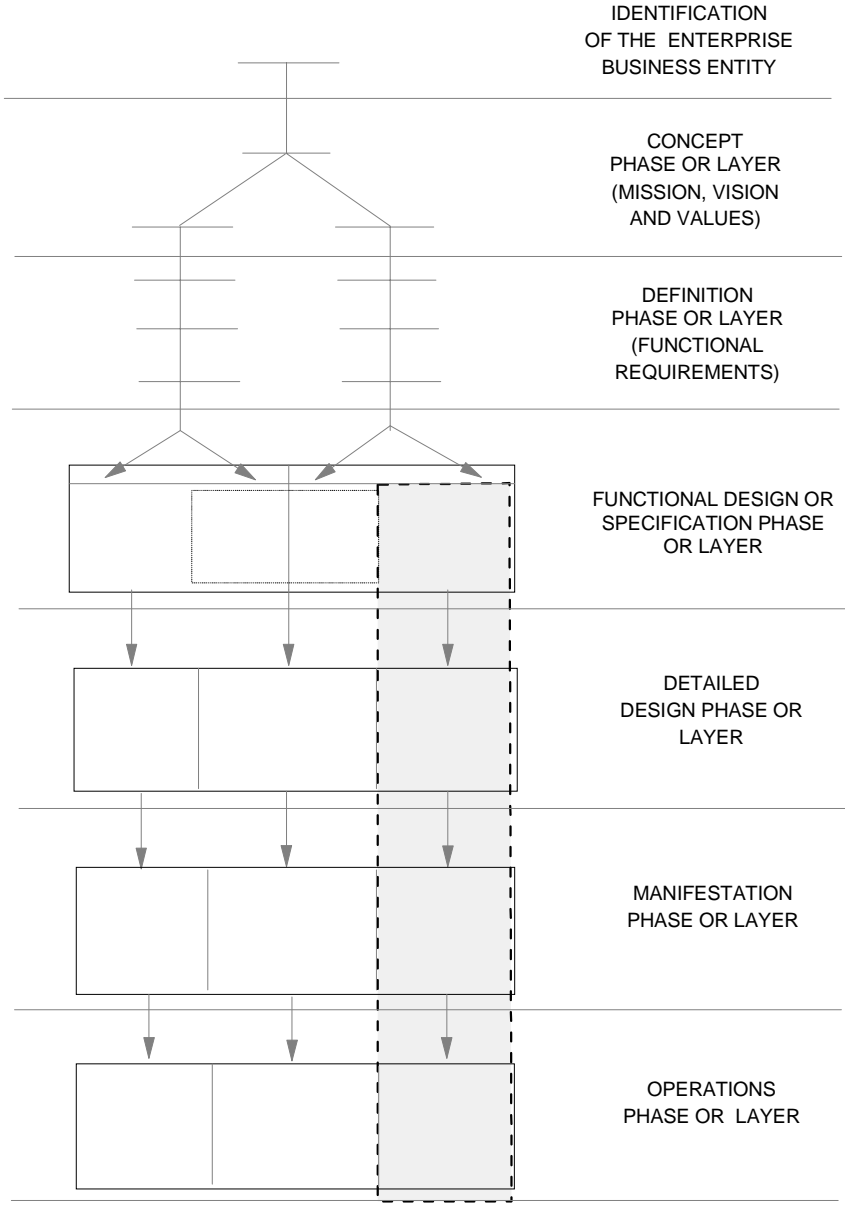 IDENTIFICATION
OF THE ENTERPRISE
BUSINESS ENTITY
CONCEPT
PHASE OR LAYER
(MISSION, VISION
AND VALUES)
DEFINITION
PHASE OR LAYER
(FUNCTIONAL
REQUIREMENTS)
FUNCTIONAL DESIGN OR
SPECIFICATION PHASE
OR LAYER
DETAILED
DESIGN PHASE OR
LAYER
MANIFESTATION
PHASE OR LAYER
OPERATIONS
PHASE OR LAYER